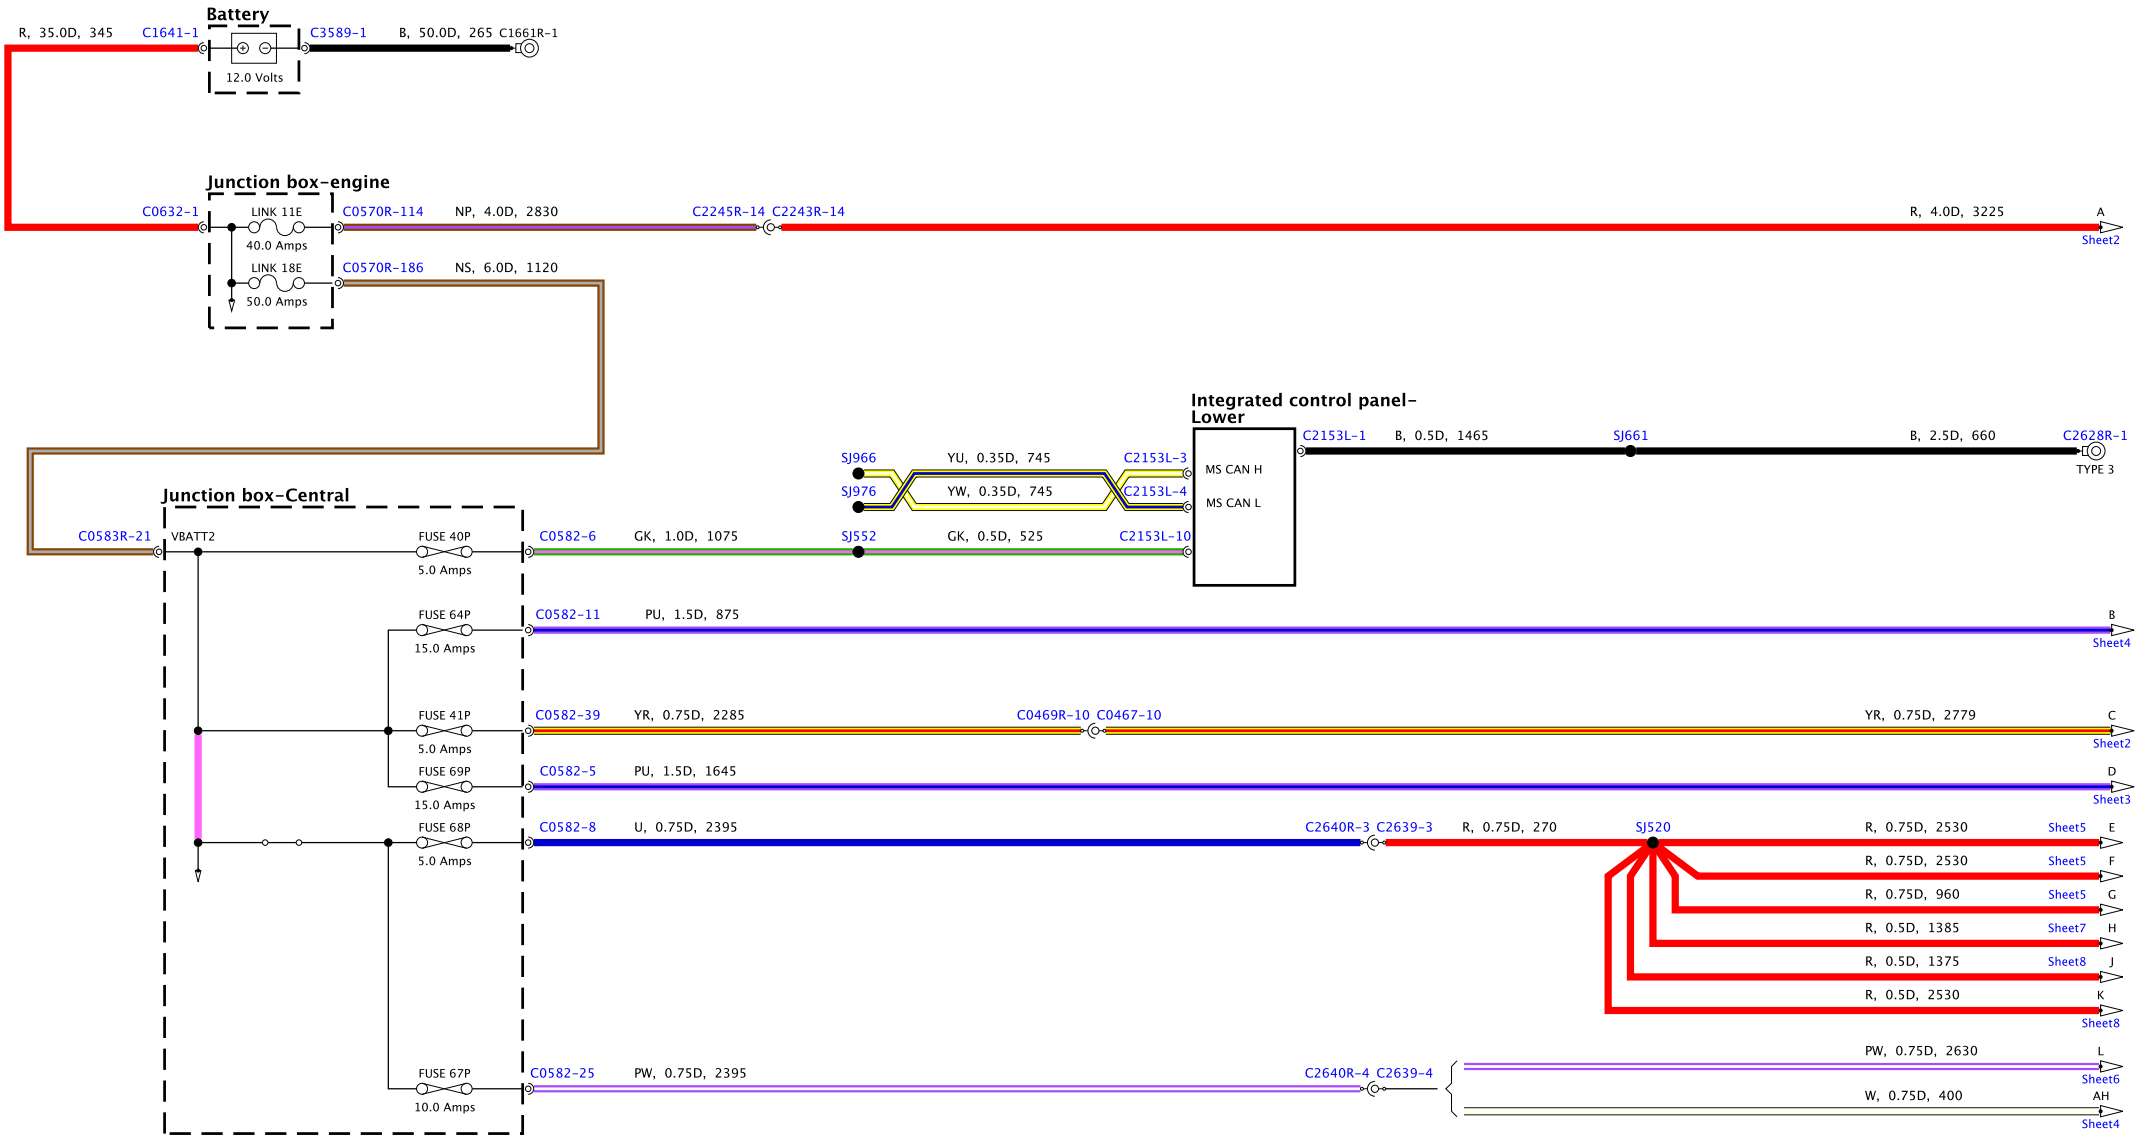 Battery
R, 35.0D, 345
C1641-1
C3589-1
B, 50.0D, 265
C1661R-1
12.0 Volts
Junction box-engine
C0632-1
LINK 11E
C0570R-114
NP, 4.0D, 2830
C2245R-14
C2243R-14
R, 4.0D, 3225
A
Sheet2
40.0 Amps
LINK 18E
C0570R-186
NS, 6.0D, 1120
50.0 Amps
Integrated control panel-
Lower
C2153L-1
B, 0.5D, 1465
SJ661
B, 2.5D, 660
C2628R-1
TYPE 3
SJ966
YU, 0.35D, 745
C2153L-3
MS CAN H
SJ976
YW, 0.35D, 745
C2153L-4
MS CAN L
Junction box-Central
C0583R-21
VBATT2
FUSE 40P
5.0 Amps
C0582-6
GK, 1.0D, 1075
SJ552
GK, 0.5D, 525
C2153L-10
FUSE 64P
15.0 Amps
C0582-11
PU, 1.5D, 875
B
Sheet4
FUSE 41P
5.0 Amps
C0582-39
YR, 0.75D, 2285
C0469R-10
C0467-10
YR, 0.75D, 2779
C
Sheet2
FUSE 69P
15.0 Amps
C0582-5
PU, 1.5D, 1645
D
Sheet3
FUSE 68P
5.0 Amps
C0582-8
U, 0.75D, 2395
C2640R-3
C2639-3
R, 0.75D, 270
SJ520
R, 0.75D, 2530
Sheet5
E
R, 0.75D, 2530
Sheet5
F
R, 0.75D, 960
Sheet5
G
R, 0.5D, 1385
Sheet7
H
R, 0.5D, 1375
Sheet8
J
R, 0.5D, 2530
K
Sheet8
FUSE 67P
10.0 Amps
C0582-25
PW, 0.75D, 2395
C2640R-4
C2639-4
PW, 0.75D, 2630
L
Sheet6
W, 0.75D, 400
AH
Sheet4